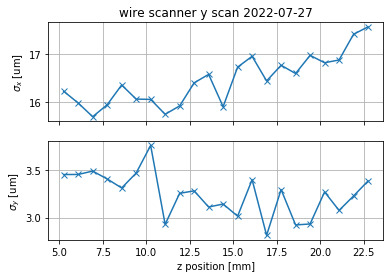 wire scanner y scan 2022-07-27
17
16
σx [um]
3.5
3.0
σy [um]
5.0 7.5 10.0 12.5 15.0 17.5 20.0 22.5
z position [mm]